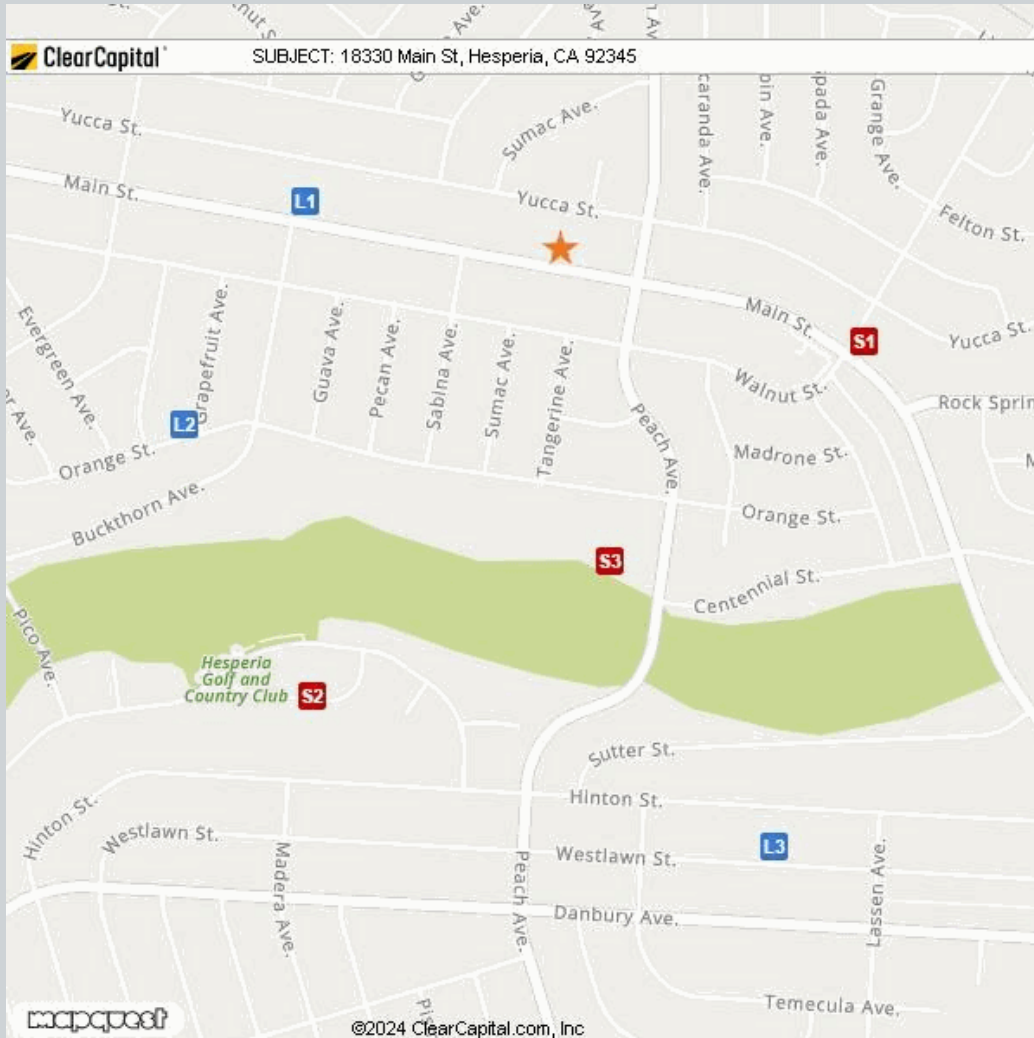 ClearCapital
SUBJECT: 18330 Main St, Hesperia, CA 92345
Yucca St.
Sumac Ave.
Grange Ave.
Main St.
L1
Yucca St.
Felton St.
Main St.
S1
Yucca St.
Evergreen Ave.
Grapefruit Ave.
Guava Ave.
Pecan Ave.
Sabina Ave.
Sumac Ave.
Tangerine Ave.
Peach Ave.
Walnut St.
Rock Sprin
L2
Orange St.
Madrone St.
Buckthorn Ave.
Orange St.
S3
Centennial St.
Pico Ave.
Hesperia
Golf and
Country Club
S2
Sutter St.
Hinton St.
Hinton St.
Westlawn St.
Madera Ave.
Peach Ave.
Westlawn St.
L3
Lassen Ave.
Danbury Ave.
Temecula Ave.
mapquest
©2024 ClearCapital.com, Inc